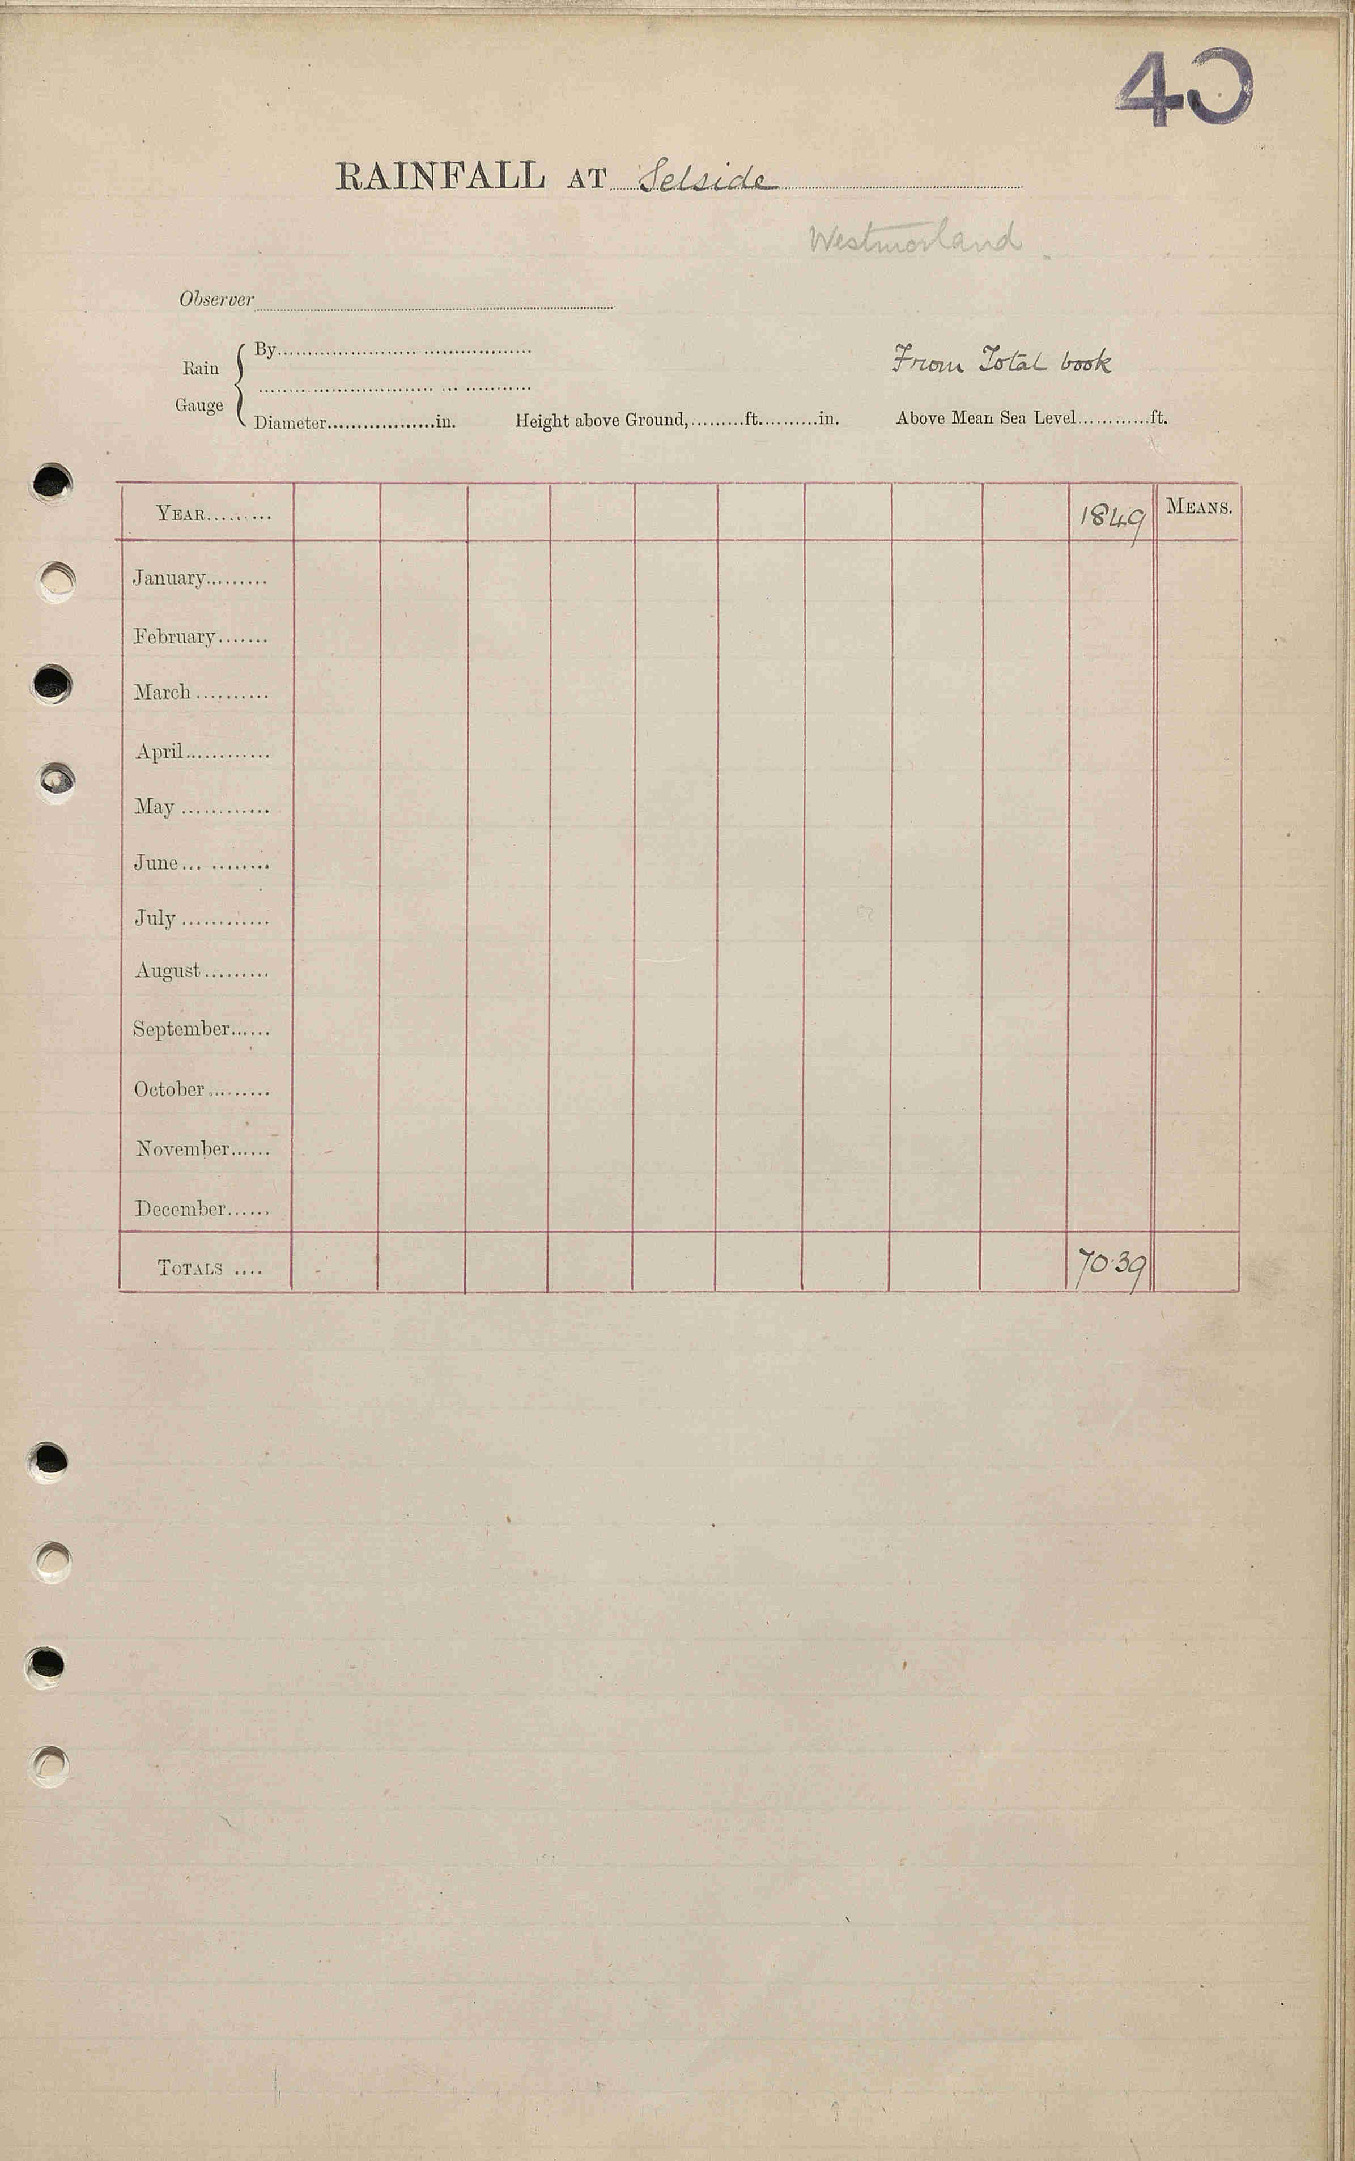 40
RAINFALL AT Selside
Westmorland
Observer
Rain Gauge
By
From Total book
Diameter in. Height above Ground, ft. in. Above Mean Sea Level ft.
YEAR 1849 MEANS.
January
February
March
April
May
June
July
August
September
October
November
December
TOTALS 70.39